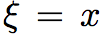 ξ = x